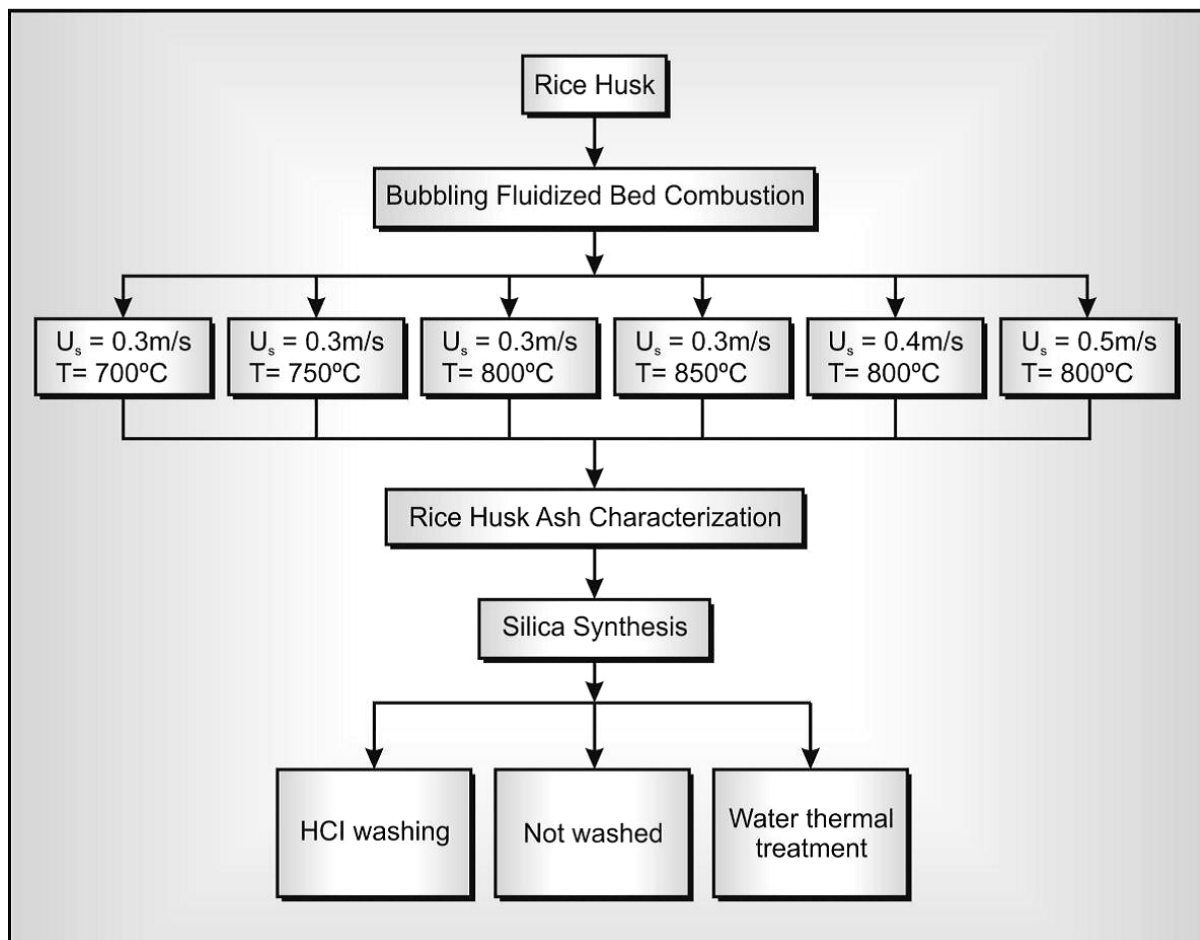 Rice Husk
Bubbling Fluidized Bed Combustion
Uₛ = 0.3m/s
T= 700ºC
Uₛ = 0.3m/s
T= 750ºC
Uₛ = 0.3m/s
T= 800ºC
Uₛ = 0.3m/s
T= 850ºC
Uₛ = 0.4m/s
T= 800ºC
Uₛ = 0.5m/s
T= 800ºC
Rice Husk Ash Characterization
Silica Synthesis
HCl washing
Not washed
Water thermal
treatment